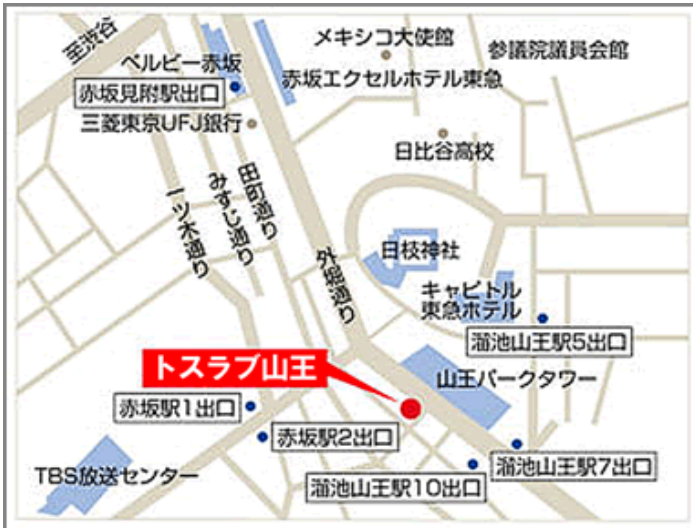 至渋谷
ベルビー赤坂
赤坂見附駅出口
三菱東京UFJ銀行
メキシコ大使館
赤坂エクセルホテル東急
参議院議員会館
日比谷高校
一ツ木通り
みすじ通り
田町通り
外堀通り
日枝神社
キャピトル
東急ホテル
溜池山王駅5出口
トスラブ山王
山王パークタワー
赤坂駅1出口
赤坂駅2出口
TBS放送センター
溜池山王駅10出口
溜池山王駅7出口